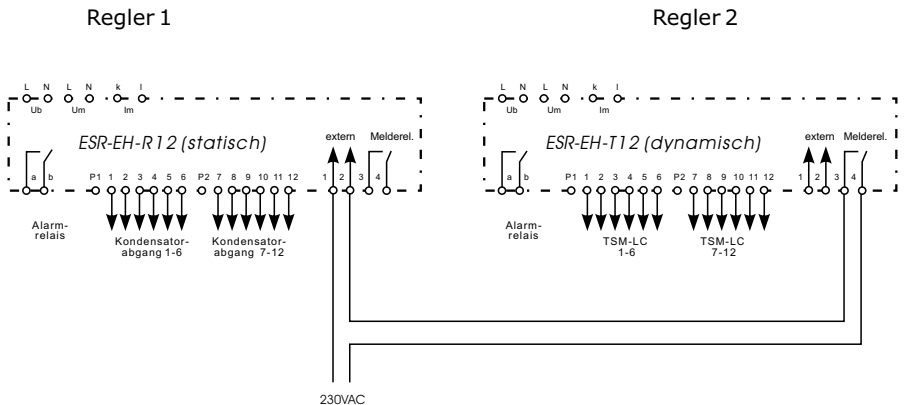 Regler 1 Regler 2
L N L N k l L N L N k l
Ub Um Im Ub Um Im
ESR-EH-R12 (statisch) extern Melderel. ESR-EH-T12 (dynamisch) extern Melderel.
a b P1 1 2 3 4 5 6 P2 7 8 9 10 11 12 1 2 3 4 a b P1 1 2 3 4 5 6 P2 7 8 9 10 11 12 1 2 3 4
Alarm- Alarm-
relais relais
Kondensator- Kondensator- TSM-LC TSM-LC
abgang 1-6 abgang 7-12 1-6 7-12
230VAC